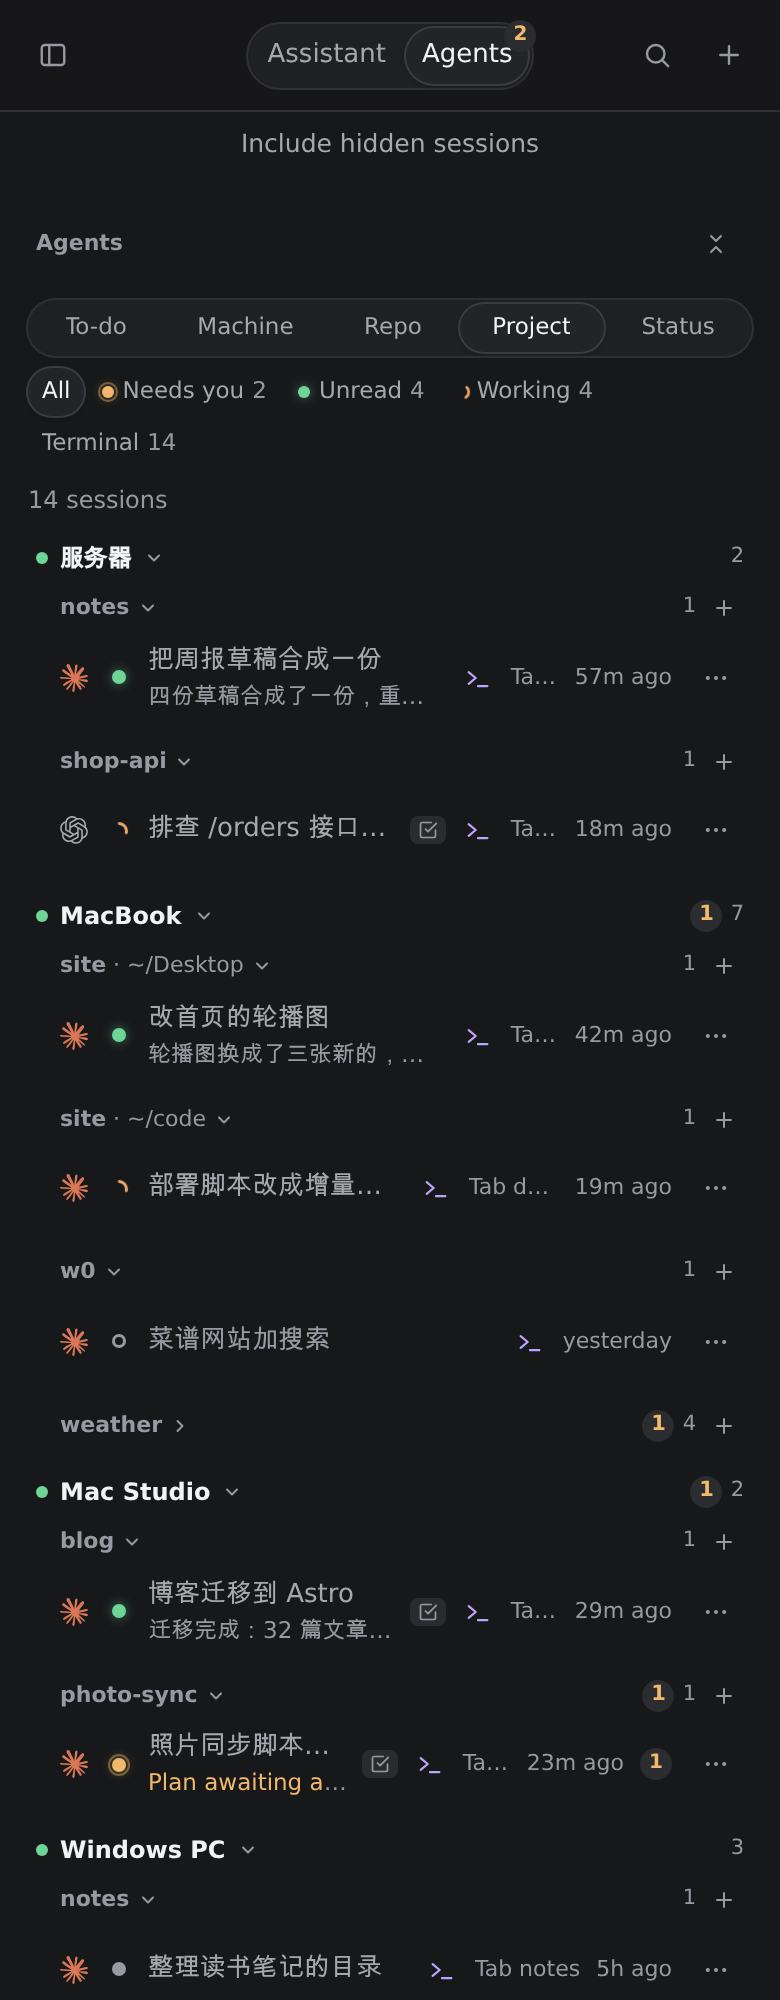 Assistant
Agents
2
Include hidden sessions
Agents
To-do
Machine
Repo
Project
Status
All
Needs you 2
Unread 4
Working 4
Terminal 14
14 sessions
服务器
2
notes
1
把周报草稿合成一份
四份草稿合成了一份，重…
Ta…
57m ago
shop-api
1
排查 /orders 接口…
Ta…
18m ago
MacBook
1
7
site · ~/Desktop
1
改首页的轮播图
轮播图换成了三张新的，…
Ta…
42m ago
site · ~/code
1
部署脚本改成增量…
Tab d…
19m ago
w0
1
菜谱网站加搜索
yesterday
weather
1
4
Mac Studio
1
2
blog
1
博客迁移到 Astro
迁移完成：32 篇文章…
Ta…
29m ago
photo-sync
1
1
照片同步脚本…
Plan awaiting a…
Ta…
23m ago
1
Windows PC
3
notes
1
整理读书笔记的目录
Tab notes
5h ago